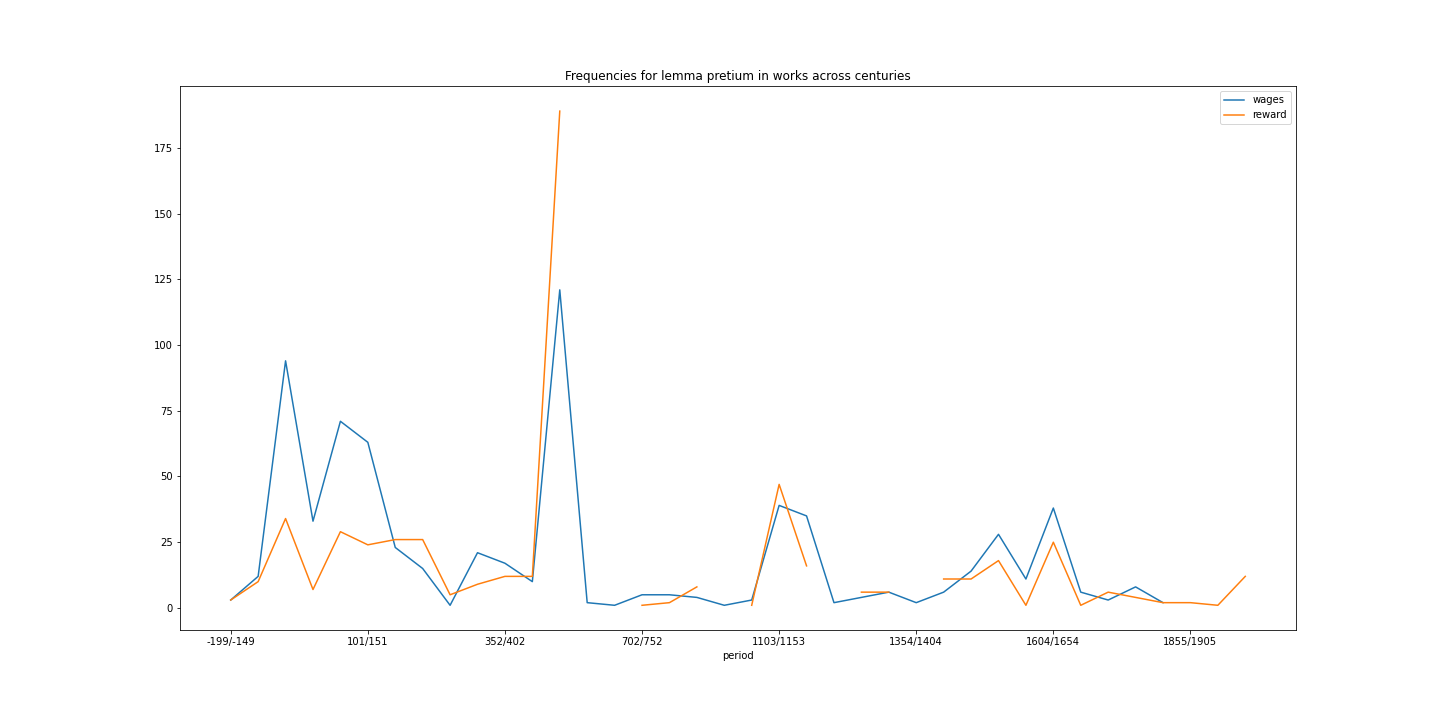 Frequencies for lemma pretium in works across centuries
wages
reward
175
150
125
100
75
50
25
0
-199/-149 101/151 352/402 702/752 1103/1153 1354/1404 1604/1654 1855/1905
period